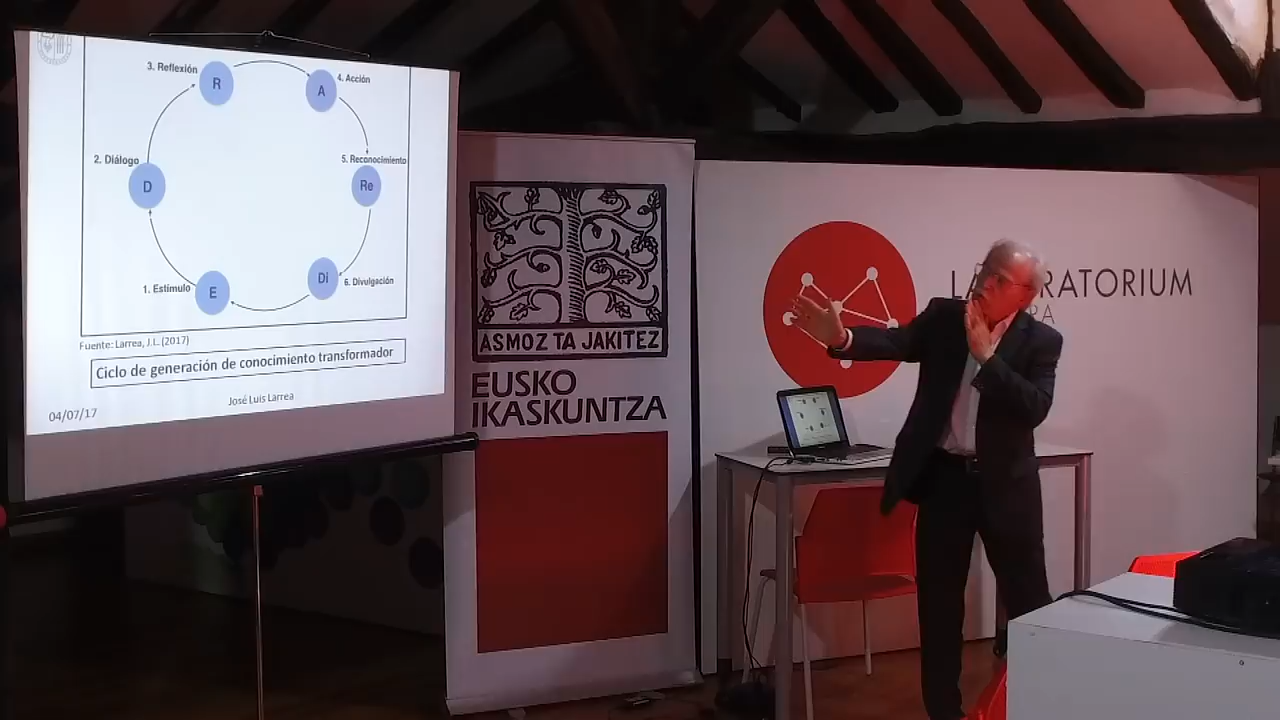 3. Reflexión
R
A
4. Acción
2. Diálogo
D
5. Reconocimiento
Re
1. Estímulo
E
Di
6. Divulgación
Fuente: Larrea, J.L. (2017)
Ciclo de generación de conocimiento transformador
José Luis Larrea
04/07/17
ASMOZ TA JAKITEZ
EUSKO
IKASKUNTZA